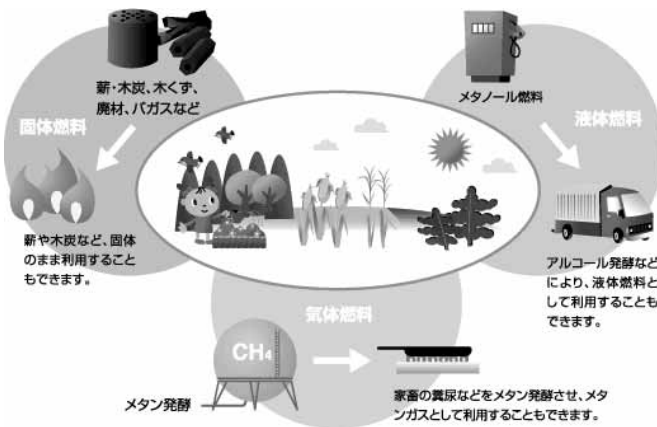 薪・木炭、木くず、
廃材、バガスなど
固体燃料
薪や木炭など、固体
のまま利用すること
もできます。
メタノール燃料
液体燃料
アルコール発酵など
により、液体燃料と
して利用することも
できます。
気体燃料
CH4
メタン発酵
家畜の糞尿などをメタン発酵させ、メタ
ンガスとして利用することもできます。